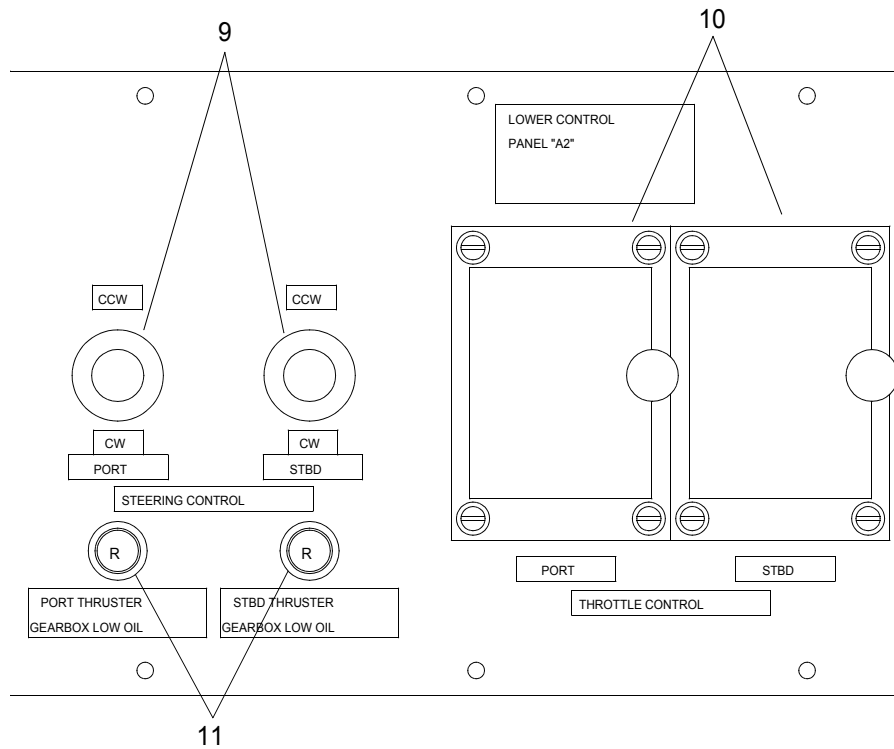 9
10
LOWER CONTROL
PANEL "A2"
CCW
CCW
CW
CW
PORT
STBD
STEERING CONTROL
R
R
PORT THRUSTER
GEARBOX LOW OIL
STBD THRUSTER
GEARBOX LOW OIL
PORT
STBD
THROTTLE CONTROL
11